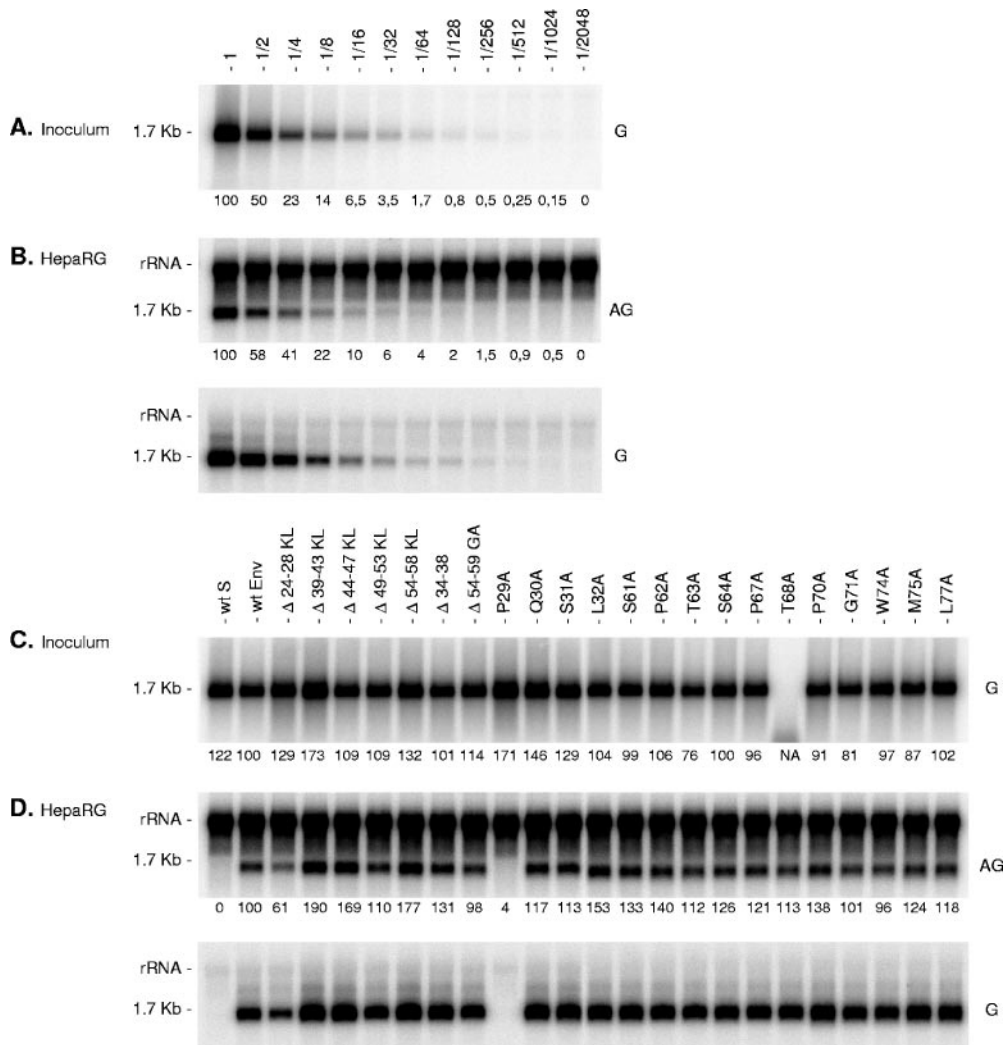 - 1 - 1/2 - 1/4 - 1/8 - 1/16 - 1/32 - 1/64 - 1/128 - 1/256 - 1/512 - 1/1024 - 1/2048
A. Inoculum 1.7 Kb - G
100 50 23 14 6,5 3,5 1,7 0,8 0,5 0,25 0,15 0
B. HepaRG rRNA -
1.7 Kb - AG
100 58 41 22 10 6 4 2 1,5 0,9 0,5 0
rRNA -
1.7 Kb - G
- wt S - wt Env - Δ 24-28 KL - Δ 39-43 KL - Δ 44-47 KL - Δ 49-53 KL - Δ 54-58 KL - Δ 34-38 - Δ 54-59 GA - P29A - Q30A - S31A - L32A - S61A - P62A - T63A - S64A - P67A - T68A - P70A - G71A - W74A - M75A - L77A
C. Inoculum
1.7 Kb - G
122 100 129 173 109 109 132 101 114 171 146 129 104 99 106 76 100 96 NA 91 81 97 87 102
D. HepaRG rRNA -
1.7 Kb - AG
0 100 61 190 169 110 177 131 98 4 117 113 153 133 140 112 126 121 113 138 101 96 124 118
rRNA -
1.7 Kb - G